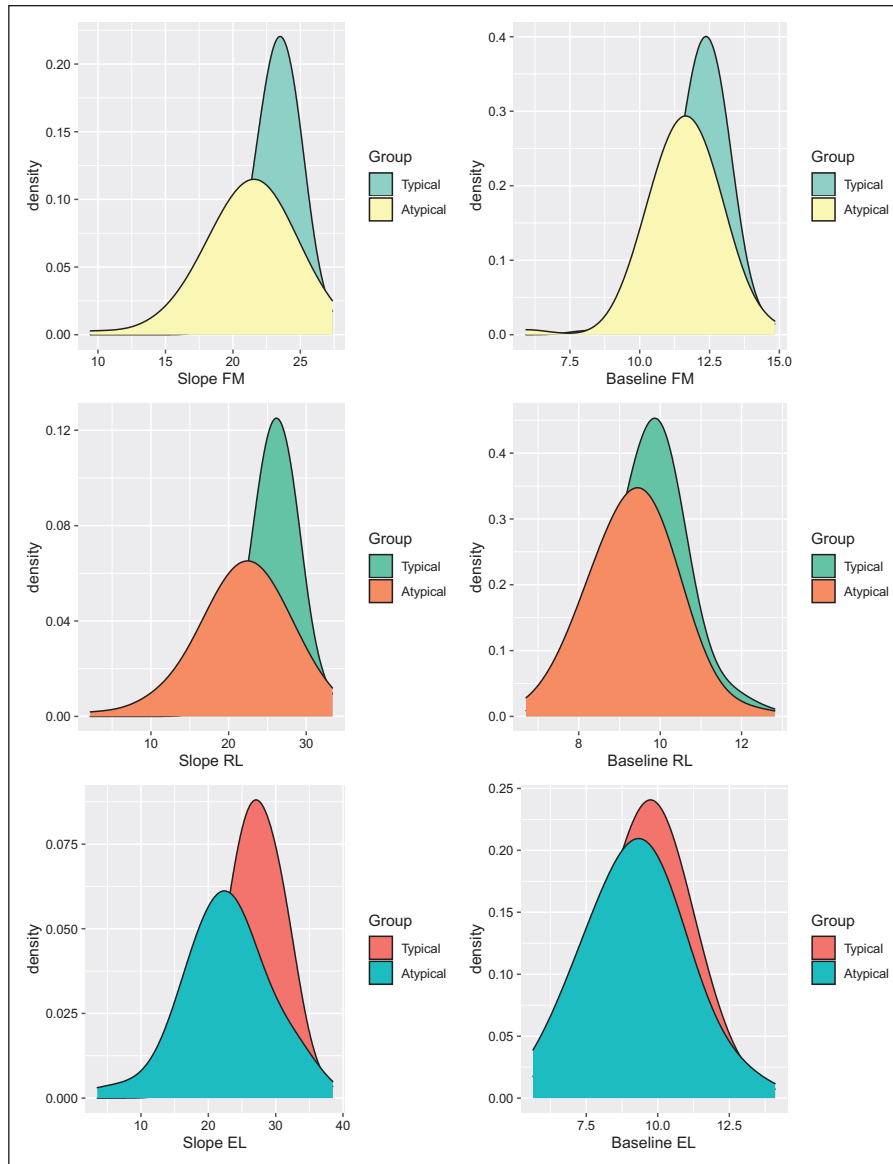 0.20
0.15
0.10
0.05
0.00
density
10 15 20 25
Slope FM
Group
Typical
Atypical
0.4
0.3
0.2
0.1
0.0
density
7.5 10.0 12.5 15.0
Baseline FM
Group
Typical
Atypical
0.12
0.08
0.04
0.00
density
10 20 30
Slope RL
Group
Typical
Atypical
0.4
0.3
0.2
0.1
0.0
density
8 10 12
Baseline RL
Group
Typical
Atypical
0.075
0.050
0.025
0.000
density
10 20 30 40
Slope EL
Group
Typical
Atypical
0.25
0.20
0.15
0.10
0.05
0.00
density
7.5 10.0 12.5
Baseline EL
Group
Typical
Atypical